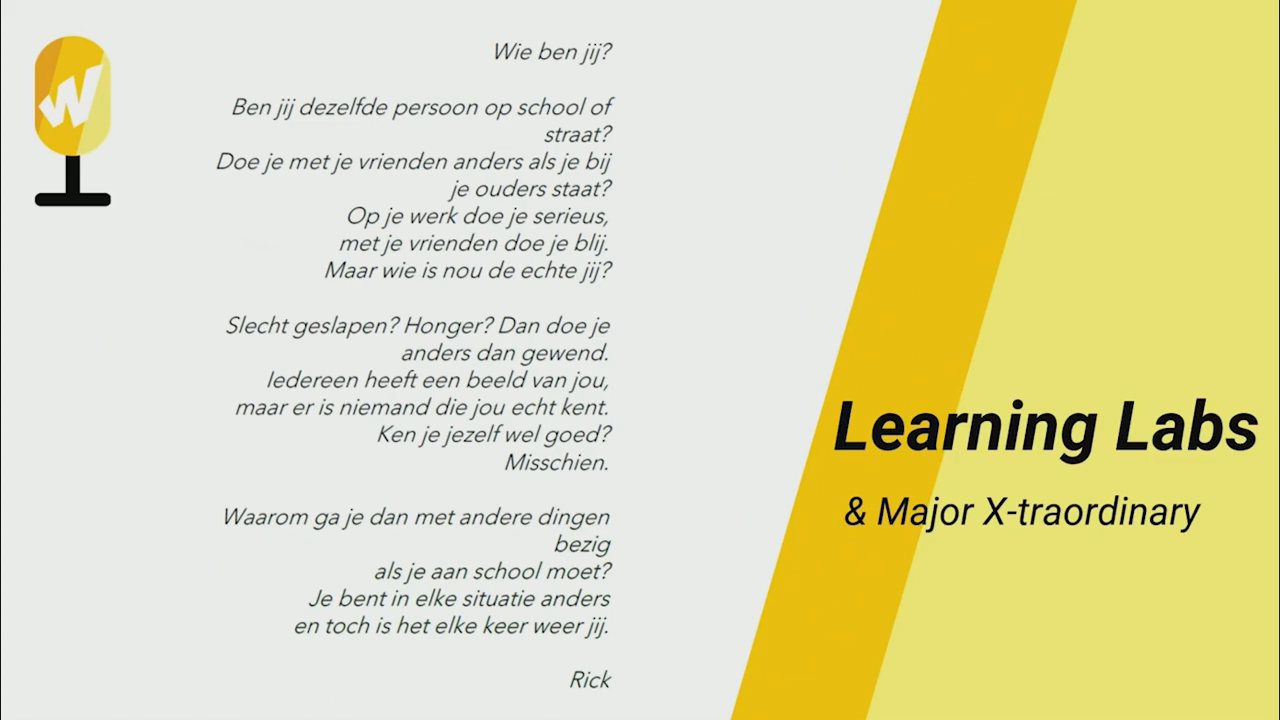 W
Wie ben jij?
Ben jij dezelfde persoon op school of
straat?
Doe je met je vrienden anders als je bij
je ouders staat?
Op je werk doe je serieus,
met je vrienden doe je blij.
Maar wie is nou de echte jij?
Slecht geslapen? Honger? Dan doe je
anders dan gewend.
Iedereen heeft een beeld van jou,
maar er is niemand die jou echt kent.
Ken je jezelf wel goed?
Misschien.
Waarom ga je dan met andere dingen
bezig
als je aan school moet?
Je bent in elke situatie anders
en toch is het elke keer weer jij.
Rick
Learning Labs
& Major X-traordinary